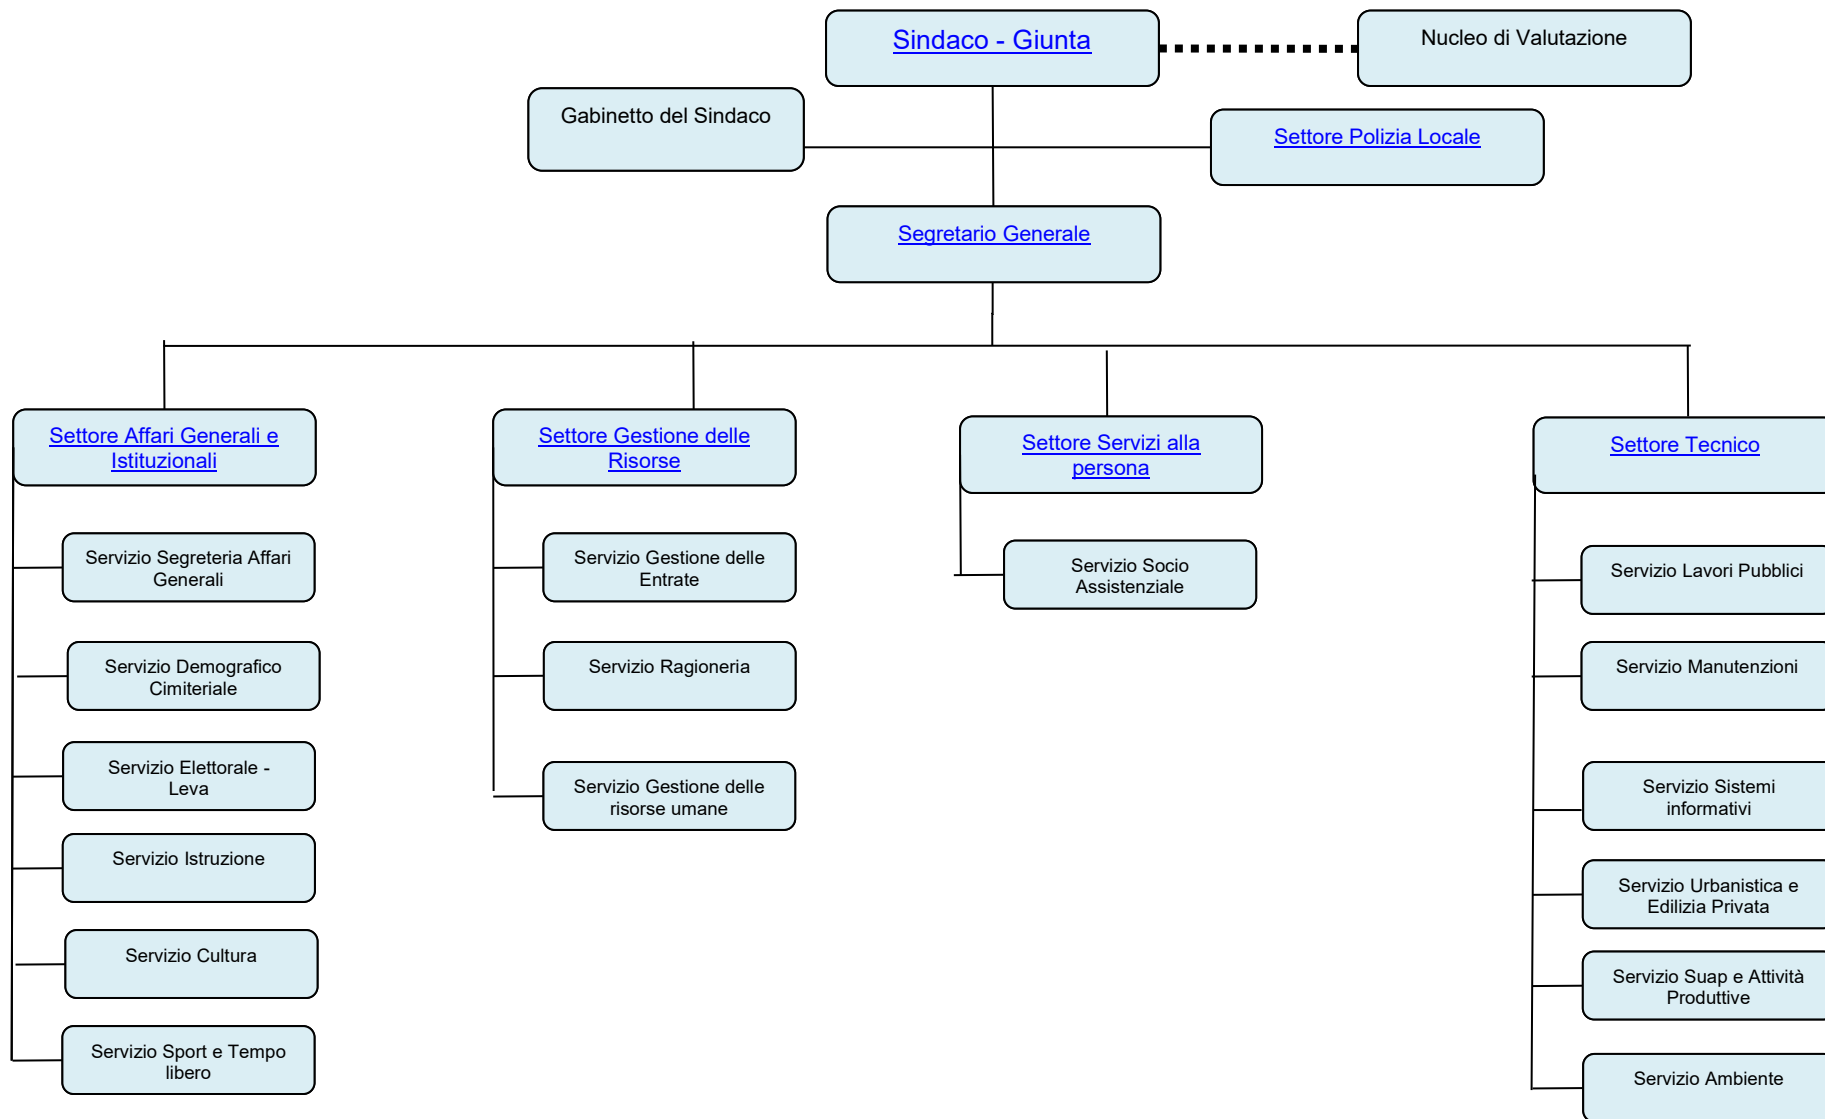 Sindaco - Giunta
Nucleo di Valutazione
Gabinetto del Sindaco
Settore Polizia Locale
Segretario Generale
Settore Affari Generali e
Istituzionali
Servizio Segreteria Affari
Generali
Servizio Demografico
Cimiteriale
Servizio Elettorale -
Leva
Servizio Istruzione
Servizio Cultura
Servizio Sport e Tempo
libero
Settore Gestione delle
Risorse
Servizio Gestione delle
Entrate
Servizio Ragioneria
Servizio Gestione delle
risorse umane
Settore Servizi alla
persona
Servizio Socio
Assistenziale
Settore Tecnico
Servizio Lavori Pubblici
Servizio Manutenzioni
Servizio Sistemi
informativi
Servizio Urbanistica e
Edilizia Privata
Servizio Suap e Attività
Produttive
Servizio Ambiente